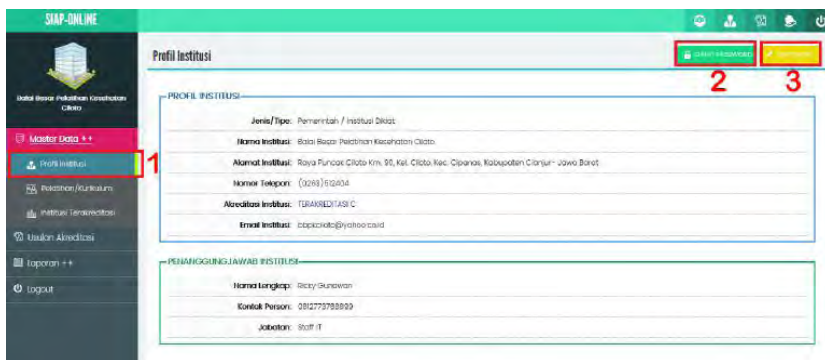 SIAP-ONLINE
Balai Besar Pelatihan Kesehatan
Ciloto
Master Data ++
Profil Institusi
Pelatihan/Kurikulum
Institusi Terakreditasi
Usulan Akreditasi
Laporan ++
Logout
1
Profil Institusi
GANTI PASSWORD
2
3
PROFIL INSTITUSI
Jenis/Tipe: Pemerintah / Institusi Diklat
Nama Institusi: Balai Besar Pelatihan Kesehatan Ciloto
Alamat Institusi: Raya Puncak Ciloto Km. 90, Kel. Ciloto, Kec. Cipanas, Kabupaten Cianjur- Jawa Barat
Nomor Telepon: (0263)512404
Akreditasi Institusi: TERAKREDITASI C
Email Institusi: bbpkciloto@yahoo.co.id
PENANGGUNGJAWAB INSTITUSI
Nama Lengkap: Ricky Gunawan
Kontak Person:
Jabatan: Staff IT